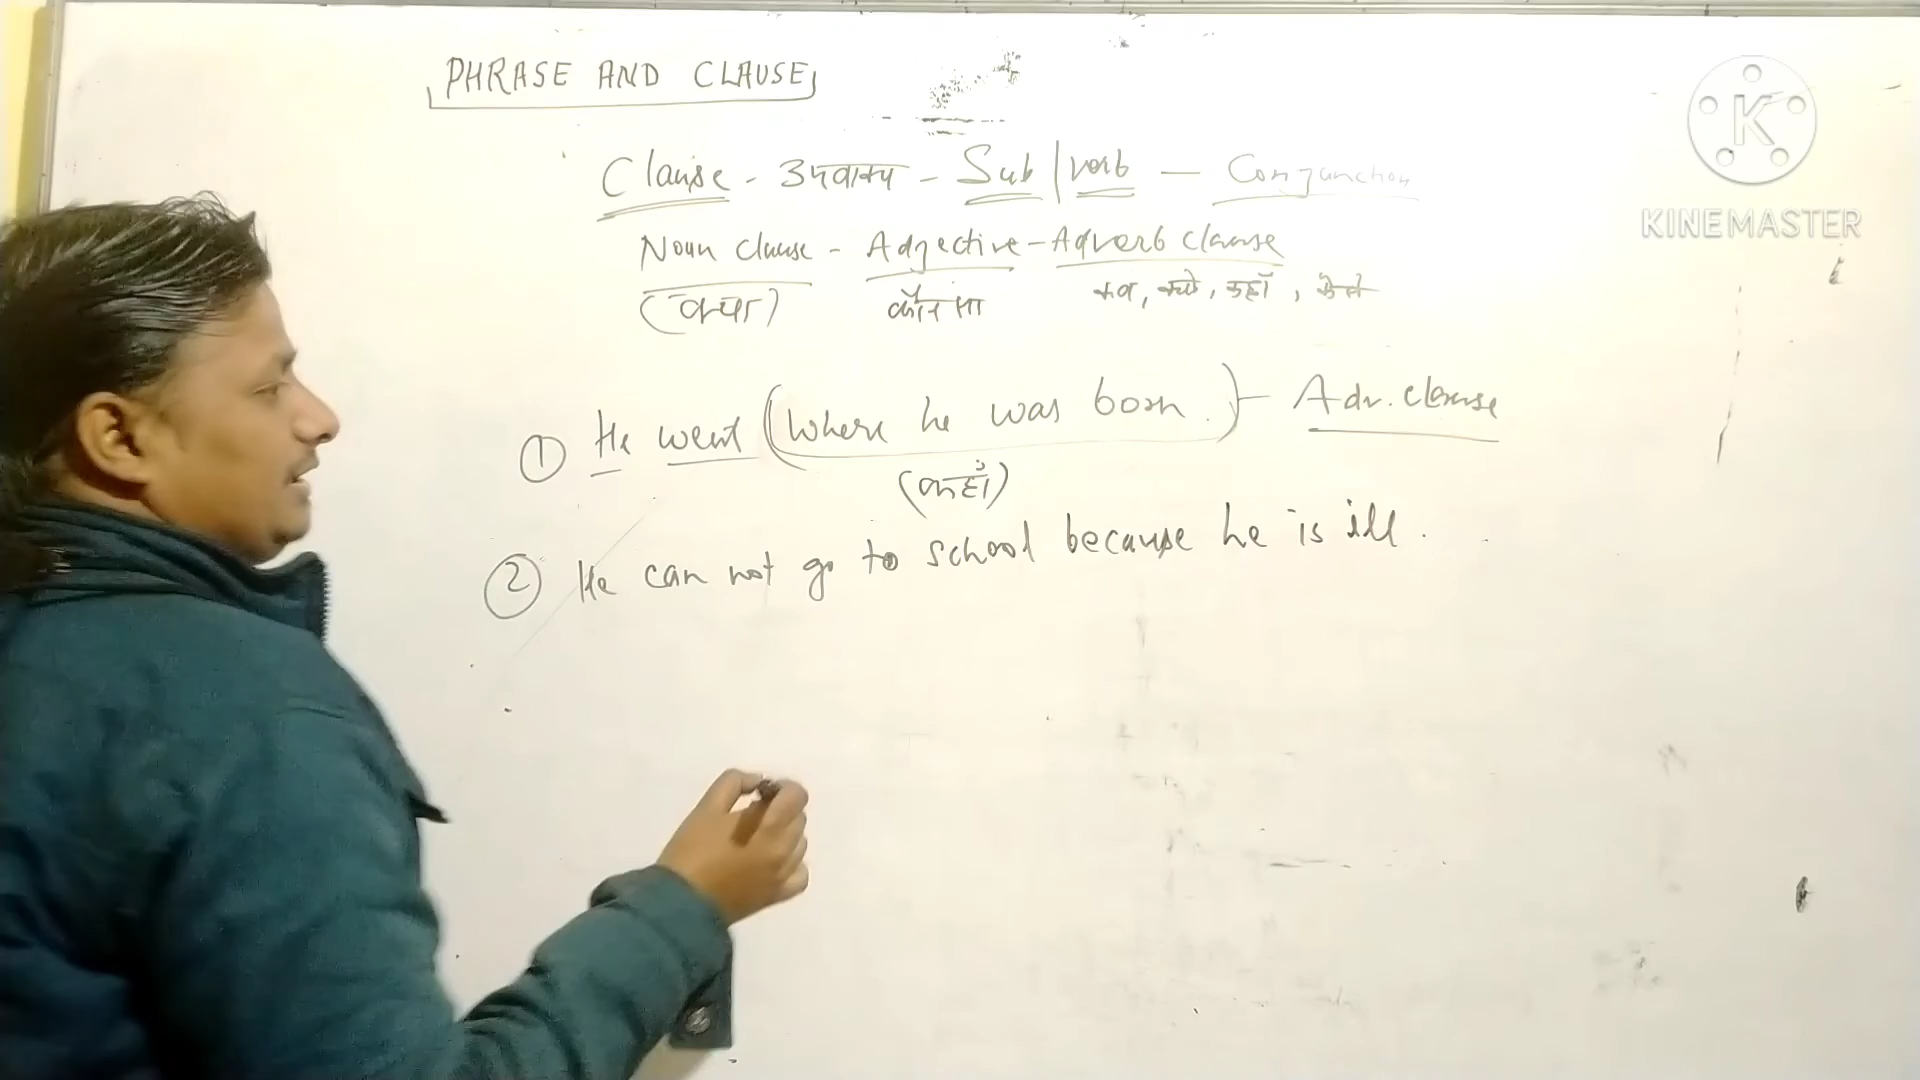 PHRASE AND CLAUSE
Clause - उपवाक्य - Sub / verb - Conjunction
Noun clause - Adjective - Adverb clause
(क्या) कौन सा कब, क्यों, कहाँ, कैसे
① He went (where he was born.) - Adv. clause
(कहाँ)
② He can not go to school because he is ill.
K
KINEMASTER